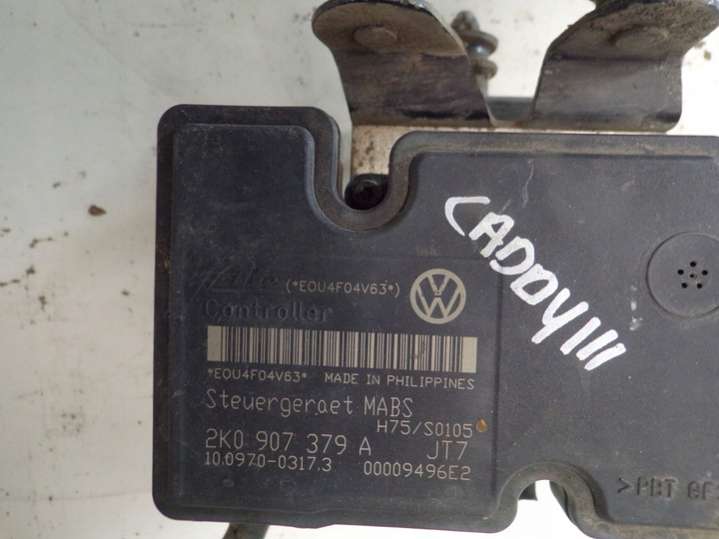 (*EOU4F04V63*)
Controller
*EOU4F04V63* MADE IN PHILIPPINES
Steuergeraet MABS
H75/S0105
2K0 907 379 A JT7
10.0970-0317.3 00009496E2
CADDY III
>PBT GF